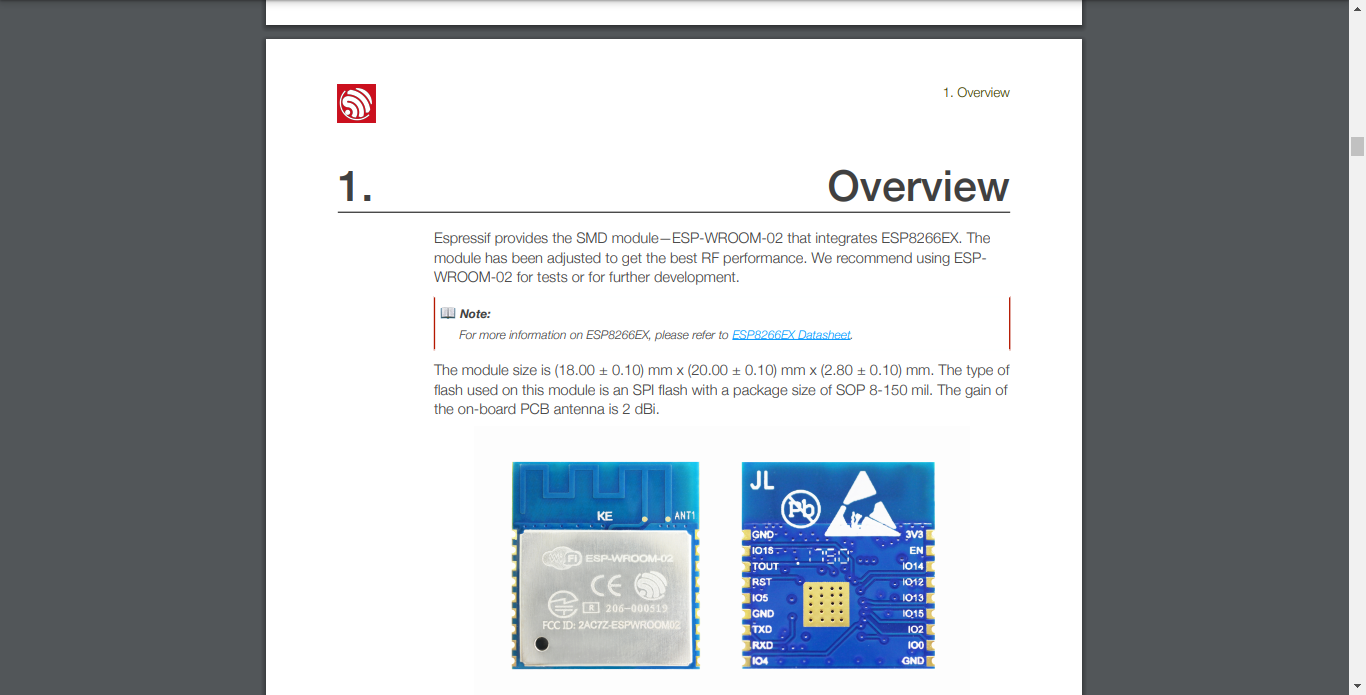 1. Overview
1. Overview
Espressif provides the SMD module—ESP-WROOM-02 that integrates ESP8266EX. The
module has been adjusted to get the best RF performance. We recommend using ESP-
WROOM-02 for tests or for further development.
Note:
For more information on ESP8266EX, please refer to ESP8266EX Datasheet.
The module size is (18.00 ± 0.10) mm x (20.00 ± 0.10) mm x (2.80 ± 0.10) mm. The type of
flash used on this module is an SPI flash with a package size of SOP 8-150 mil. The gain of
the on-board PCB antenna is 2 dBi.
KE ANT1
Wi Fi ESP-WROOM-02
CE
R 206-000519
FCC ID: 2AC7Z-ESPWROOM02
JL
Pb
GND 3V3
IO16 1790 EN
TOUT IO14
RST IO12
IO5 IO13
GND IO15
TXD IO2
RXD IO0
IO4 GND